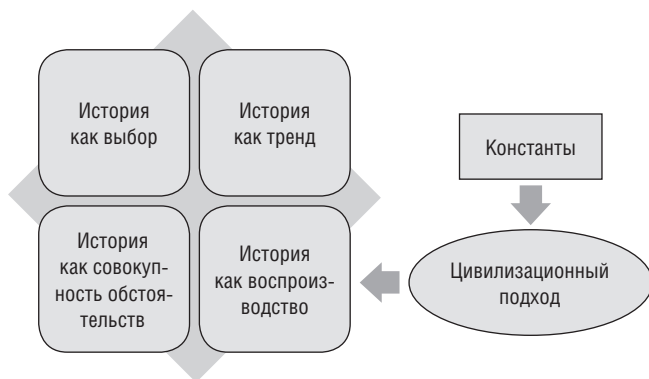 История
как выбор
История
как тренд
Константы
История
как совокуп-
ность обстоя-
тельств
История
как воспроиз-
водство
Цивилизационный
подход